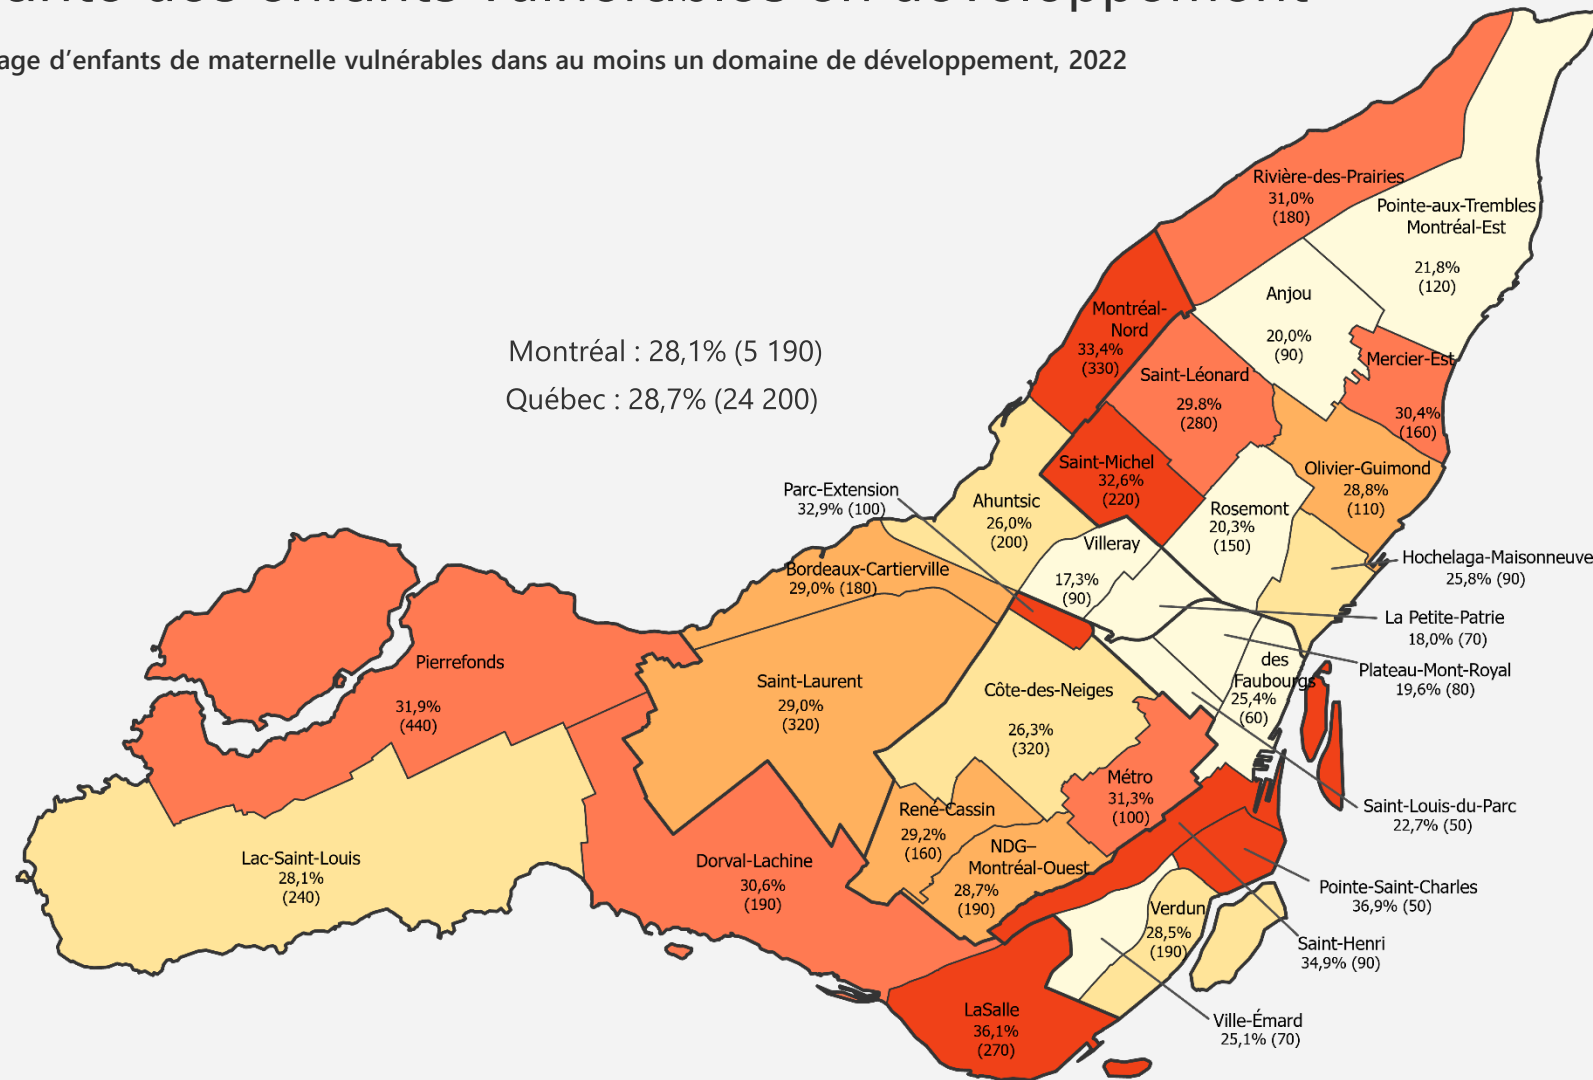 des enfants vulnérables en développement
d’enfants de maternelle vulnérables dans au moins un domaine de développement, 2022
Rivière-des-Prairies
31,0%
(180)
Pointe-aux-Trembles
Montréal-Est
21,8%
(120)
Anjou
20,0%
(90)
Montréal-
Nord
33,4%
(330)
Montréal : 28,1% (5 190)
Québec : 28,7% (24 200)
Mercier-Est
30,4%
(160)
Saint-Léonard
29.8%
(280)
Saint-Michel
32,6%
(220)
Olivier-Guimond
28,8%
(110)
Parc-Extension
32,9% (100)
Ahuntsic
26,0%
(200)
Rosemont
20,3%
(150)
Villeray
17,3%
(90)
Hochelaga-Maisonneuve
25,8% (90)
Bordeaux-Cartierville
29,0% (180)
La Petite-Patrie
18,0% (70)
Plateau-Mont-Royal
19,6% (80)
des
Faubourgs
25,4%
(60)
Pierrefonds
31,9%
(440)
Saint-Laurent
29,0%
(320)
Côte-des-Neiges
26,3%
(320)
Métro
31,3%
(100)
Saint-Louis-du-Parc
22,7% (50)
René-Cassin
29,2%
(160)
NDG–
Montréal-Ouest
28,7%
(190)
Lac-Saint-Louis
28,1%
(240)
Dorval-Lachine
30,6%
(190)
Pointe-Saint-Charles
36,9% (50)
Verdun
28,5%
(190)
Saint-Henri
34,9% (90)
LaSalle
36,1%
(270)
Ville-Émard
25,1% (70)